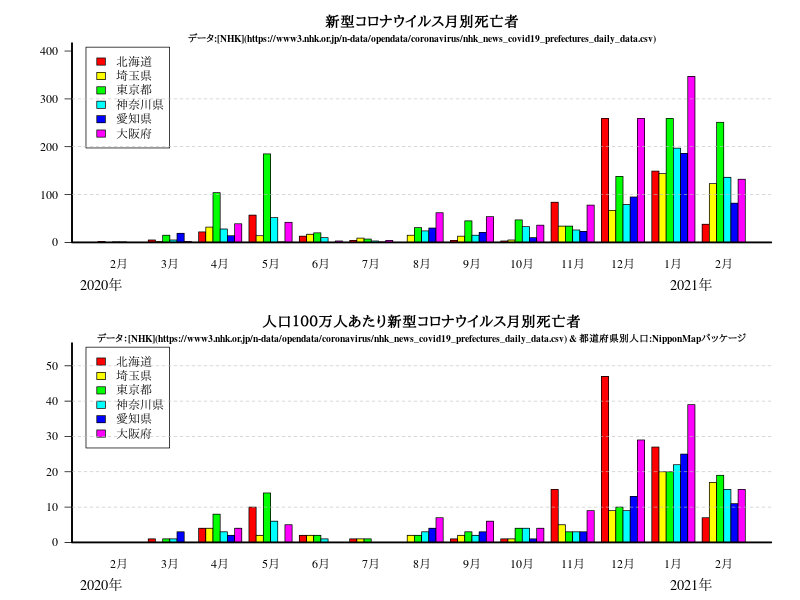 新型コロナウイルス月別死亡者
データ:[NHK](https://www3.nhk.or.jp/n-data/opendata/coronavirus/nhk_news_covid19_prefectures_daily_data.csv)
400
300
200
100
0
北海道
埼玉県
東京都
神奈川県
愛知県
大阪府
2月 3月 4月 5月 6月 7月 8月 9月 10月 11月 12月 1月 2月
2020年 2021年
人口100万人あたり新型コロナウイルス月別死亡者
データ:[NHK](https://www3.nhk.or.jp/n-data/opendata/coronavirus/nhk_news_covid19_prefectures_daily_data.csv) & 都道府県別人口:NipponMapパッケージ
50
40
30
20
10
0
北海道
埼玉県
東京都
神奈川県
愛知県
大阪府
2月 3月 4月 5月 6月 7月 8月 9月 10月 11月 12月 1月 2月
2020年 2021年